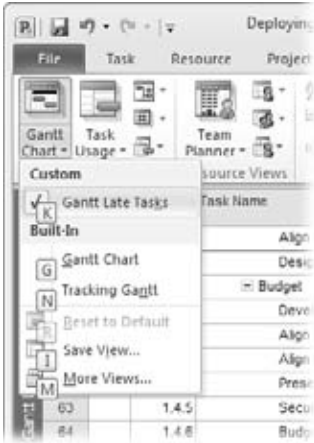 P Deploying
File Task Resource Project
Gantt Chart Task Usage Team Planner
Resource Views
Custom
K Gantt Late Tasks
Task Name
Built-In
Align
G Gantt Chart
Desig
N Tracking Gantt
Budget
Deve
R Reset to Default
Align
I Save View...
Align
M More Views...
Prese
63 1.4.5 Secu
64 1.4.6 Budg